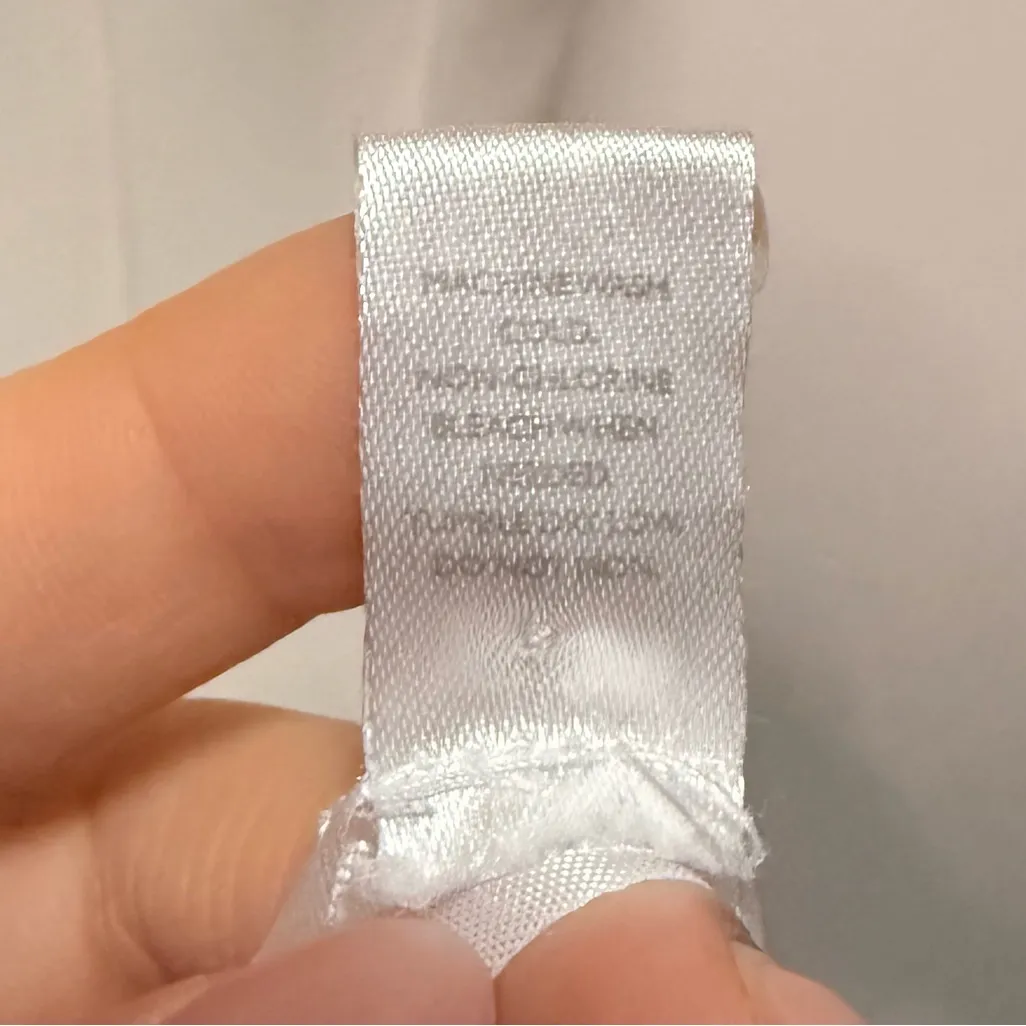 MACHINE WASH
COLD.
NON-CHLORINE
BLEACH WHEN
NEEDED.
TUMBLE DRY LOW.
DO NOT IRON.